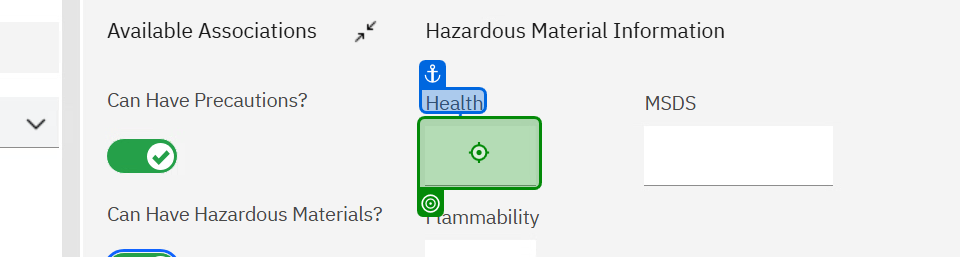 Available Associations
Hazardous Material Information
Can Have Precautions?
Health
MSDS
Can Have Hazardous Materials?
Flammability